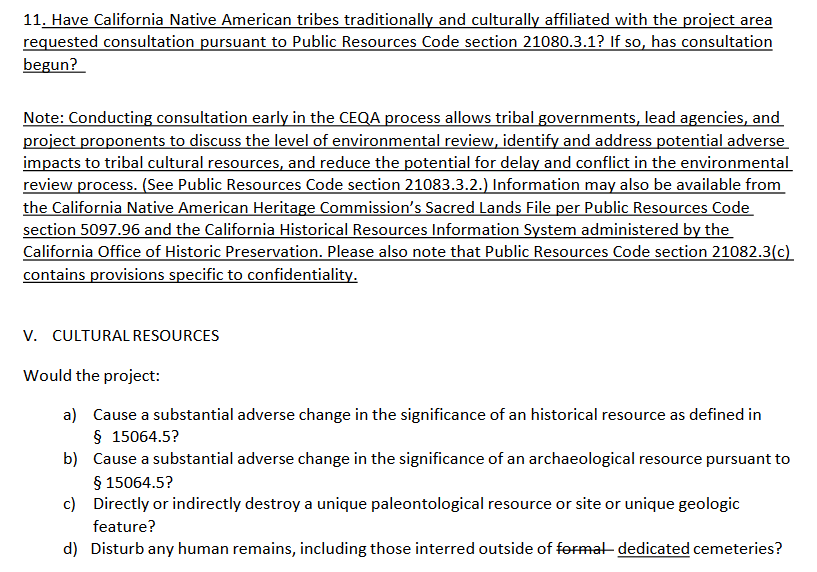 11. Have California Native American tribes traditionally and culturally affiliated with the project area
requested consultation pursuant to Public Resources Code section 21080.3.1? If so, has consultation
begun?
Note: Conducting consultation early in the CEQA process allows tribal governments, lead agencies, and
project proponents to discuss the level of environmental review, identify and address potential adverse
impacts to tribal cultural resources, and reduce the potential for delay and conflict in the environmental
review process. (See Public Resources Code section 21083.3.2.) Information may also be available from
the California Native American Heritage Commission’s Sacred Lands File per Public Resources Code
section 5097.96 and the California Historical Resources Information System administered by the
California Office of Historic Preservation. Please also note that Public Resources Code section 21082.3(c)
contains provisions specific to confidentiality.
V. CULTURAL RESOURCES
Would the project:
a) Cause a substantial adverse change in the significance of an historical resource as defined in
§ 15064.5?
b) Cause a substantial adverse change in the significance of an archaeological resource pursuant to
§ 15064.5?
c) Directly or indirectly destroy a unique paleontological resource or site or unique geologic
feature?
d) Disturb any human remains, including those interred outside of formal dedicated cemeteries?